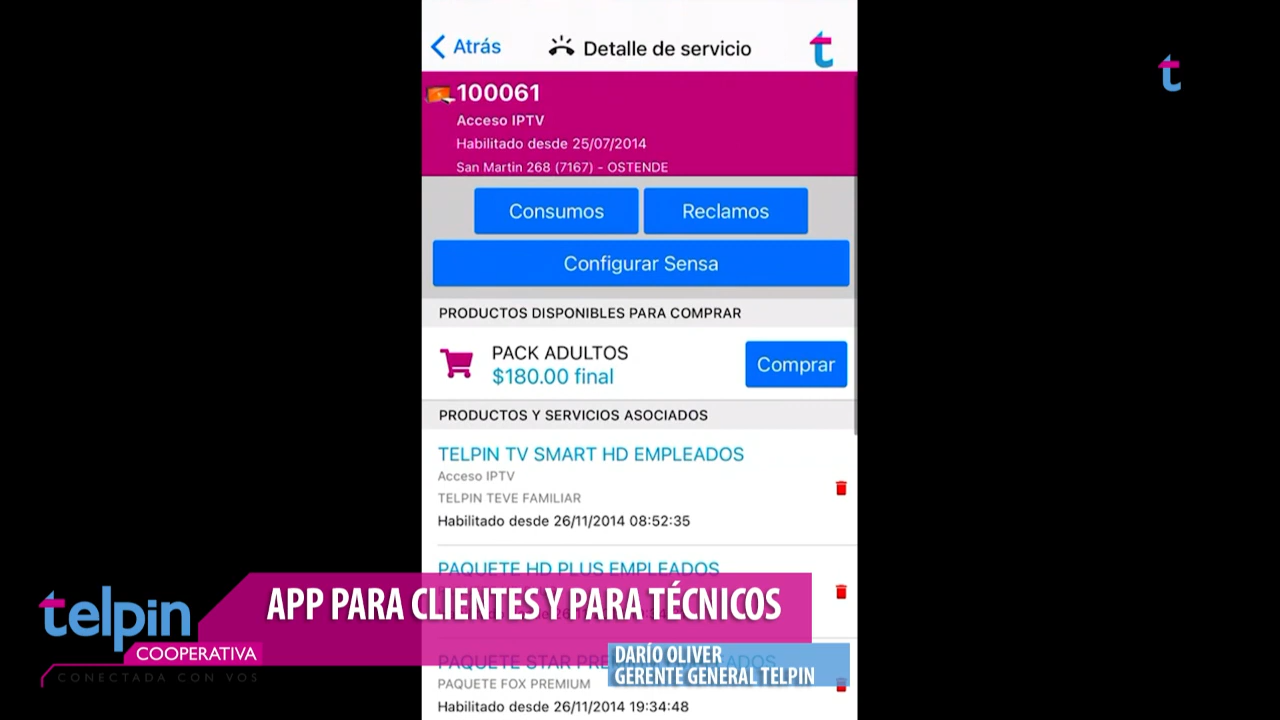 Atrás
Detalle de servicio
t
t
100061
Acceso IPTV
Habilitado desde 25/07/2014
San Martin 268 (7167) - OSTENDE
Consumos
Reclamos
Configurar Sensa
PRODUCTOS DISPONIBLES PARA COMPRAR
PACK ADULTOS
$180.00 final
Comprar
PRODUCTOS Y SERVICIOS ASOCIADOS
TELPIN TV SMART HD EMPLEADOS
Acceso IPTV
TELPIN TEVE FAMILIAR
Habilitado desde 26/11/2014 08:52:35
PAQUETE HD PLUS EMPLEADOS
telpin
COOPERATIVA
CONECTADA CON VOS
APP PARA CLIENTES Y PARA TÉCNICOS
DARÍO OLIVER
GERENTE GENERAL TELPIN
PAQUETE STAR
PAQUETE FOX PREMIUM
Habilitado desde 26/11/2014 19:34:48